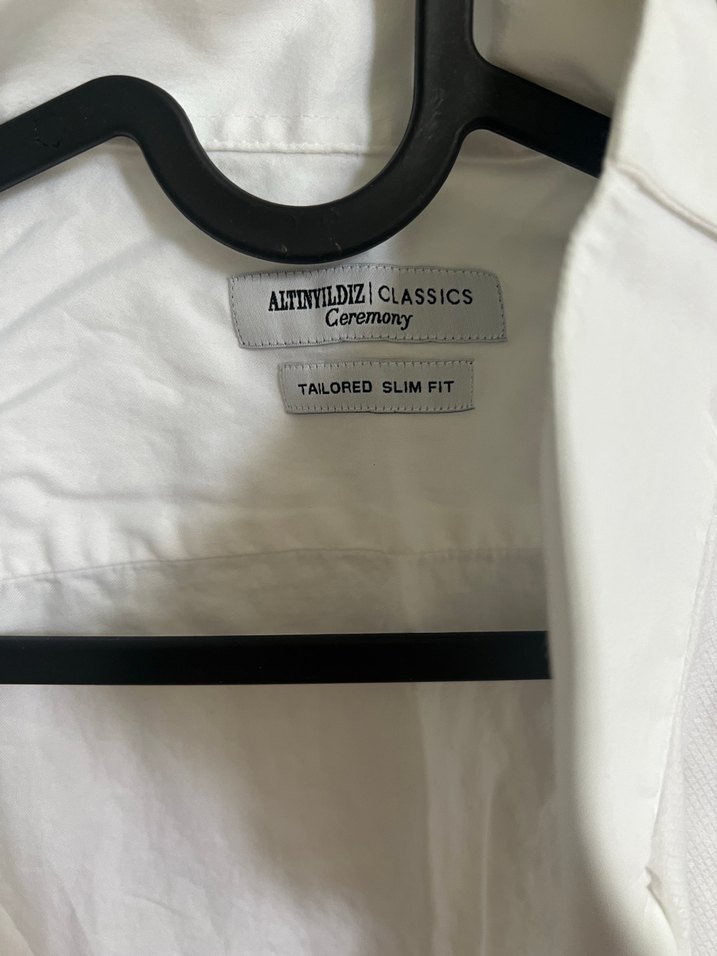 ALTINYILDIZ | CLASSICS
Ceremony
TAILORED SLIM FIT